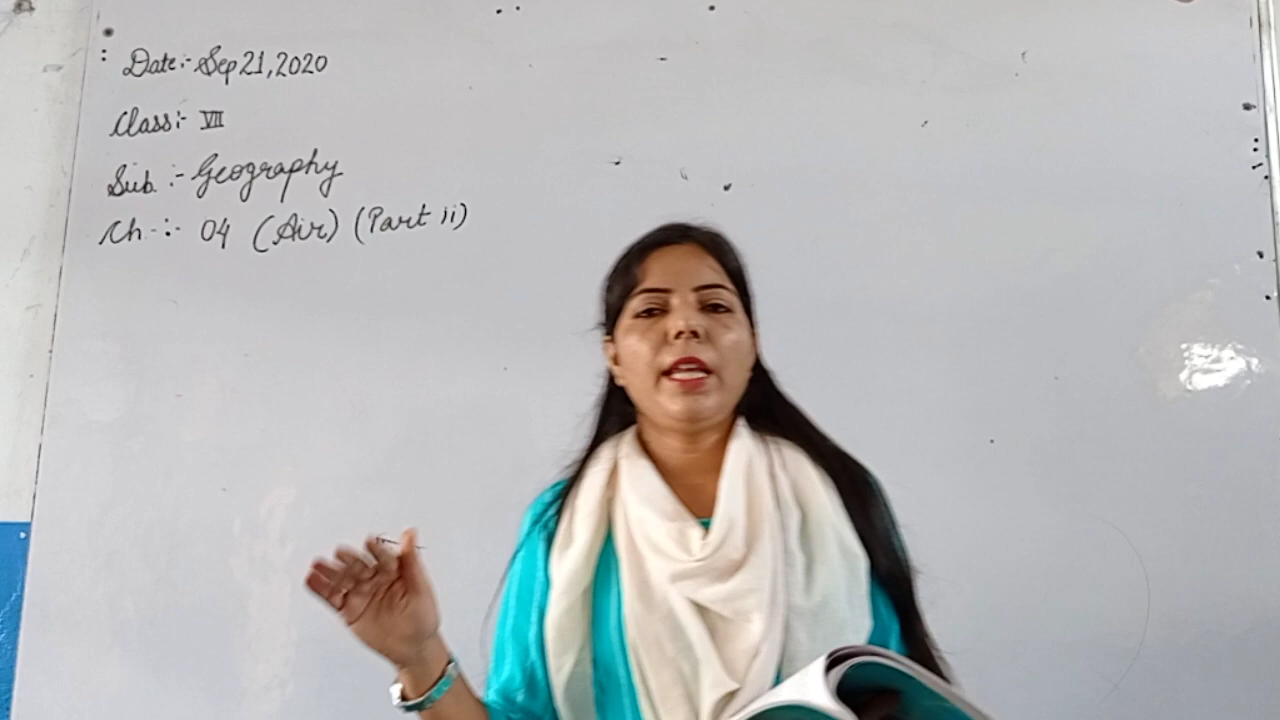 Date:- Sep 21, 2020
Class:- VII
Sub :- Geography
Ch -:- 04 (Air) (Part ii)